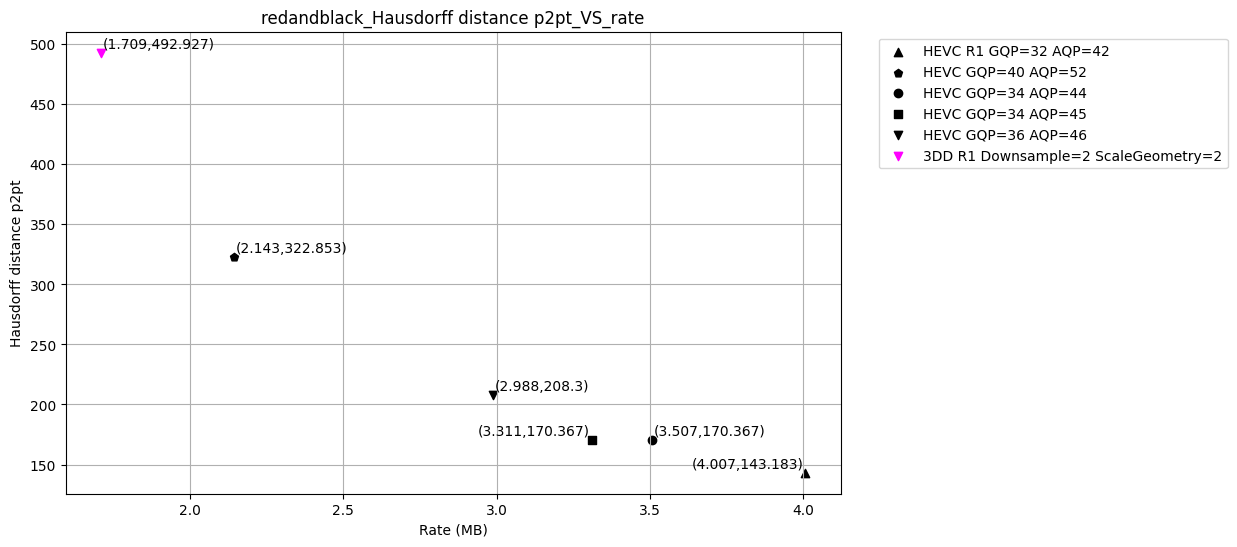 redandblack_Hausdorff distance p2pt_VS_rate
500
450
400
350
300
250
200
150
Hausdorff distance p2pt
(1.709,492.927)
(2.143,322.853)
(2.988,208.3)
(3.311,170.367)
(3.507,170.367)
(4.007,143.183)
2.0
2.5
3.0
3.5
4.0
Rate (MB)
HEVC R1 GQP=32 AQP=42
HEVC GQP=40 AQP=52
HEVC GQP=34 AQP=44
HEVC GQP=34 AQP=45
HEVC GQP=36 AQP=46
3DD R1 Downsample=2 ScaleGeometry=2